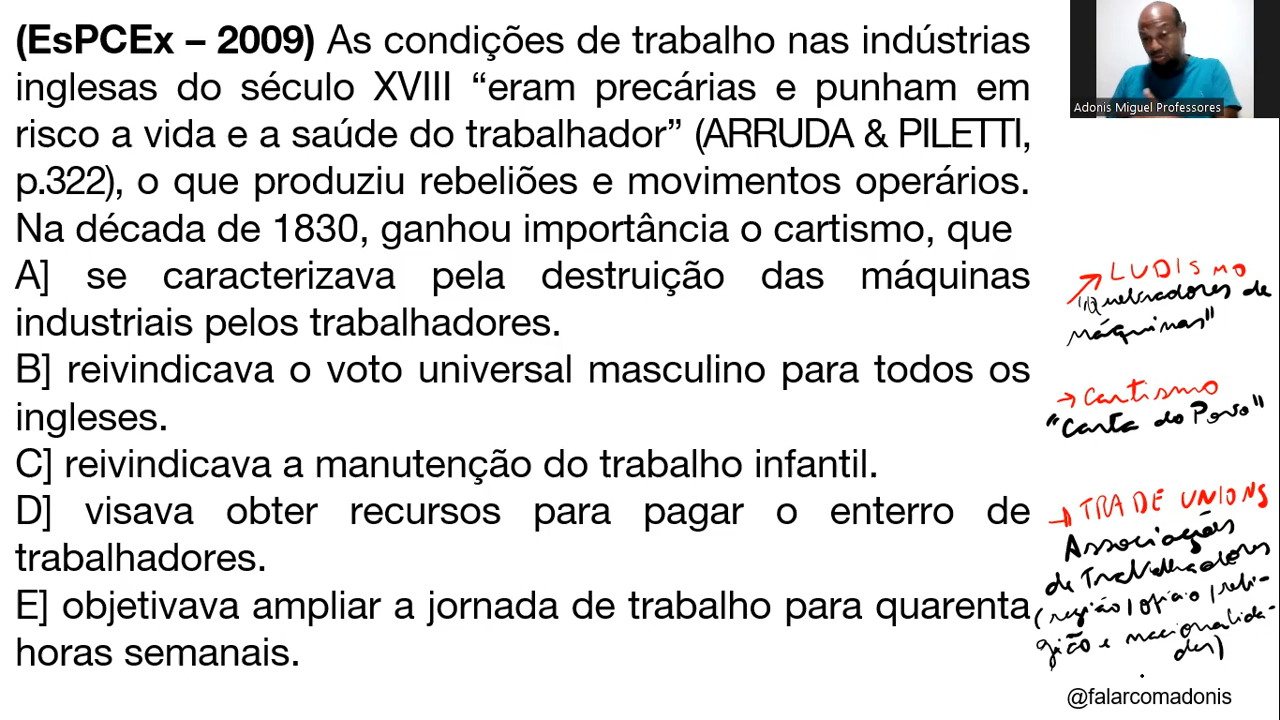 (EsPCEx – 2009) As condições de trabalho nas indústrias
inglesas do século XVIII “eram precárias e punham em
risco a vida e a saúde do trabalhador” (ARRUDA & PILETTI,
p.322), o que produziu rebeliões e movimentos operários.
Na década de 1830, ganhou importância o cartismo, que
A] se caracterizava pela destruição das máquinas
industriais pelos trabalhadores.
B] reivindicava o voto universal masculino para todos os
ingleses.
C] reivindicava a manutenção do trabalho infantil.
D] visava obter recursos para pagar o enterro de
trabalhadores.
E] objetivava ampliar a jornada de trabalho para quarenta
horas semanais.
Adonis Miguel Professores
→ LUDISMO
"Quebradores de
máquinas"
→ Cartismo
"Carta do Povo"
→ TRADE UNIONS
Associações
de Trabalhadores
(região / ofício / reli-
gião e nacionalida-
des)
@falarcomadonis